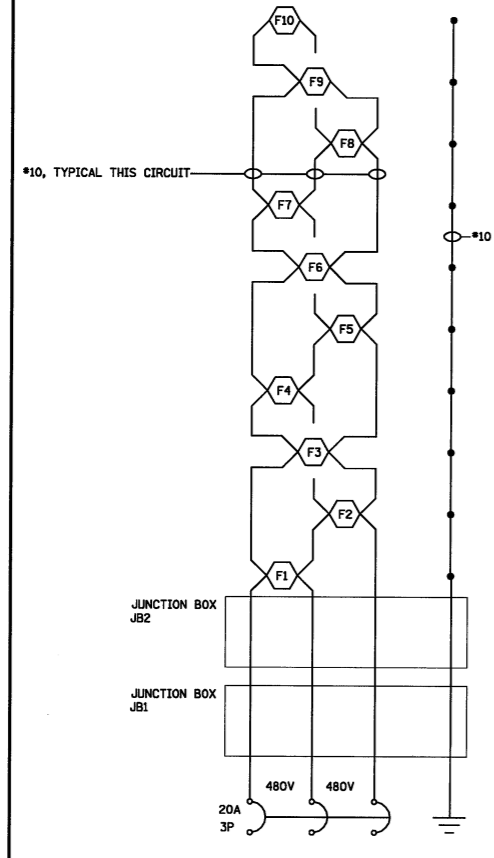 F10
F9
F8
*10, TYPICAL THIS CIRCUIT
F7
*10
F6
F5
F4
F3
F2
F1
JUNCTION BOX
JB2
JUNCTION BOX
JB1
480V 480V
20A
3P